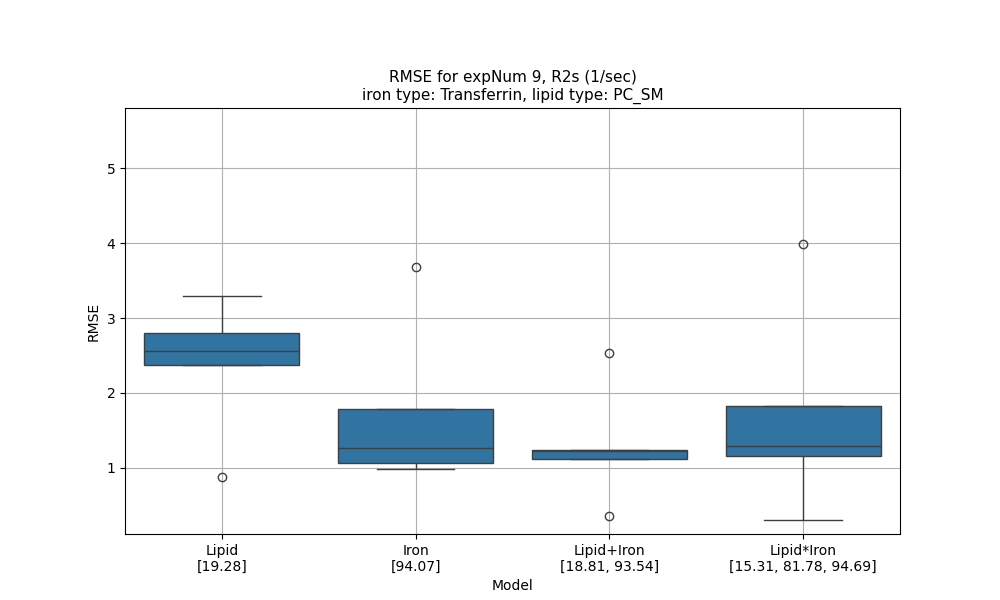 RMSE for expNum 9, R2s (1/sec)
iron type: Transferrin, lipid type: PC_SM
5
4
3
2
1
RMSE
Lipid
[19.28]
Iron
[94.07]
Lipid+Iron
[18.81, 93.54]
Lipid*Iron
[15.31, 81.78, 94.69]
Model